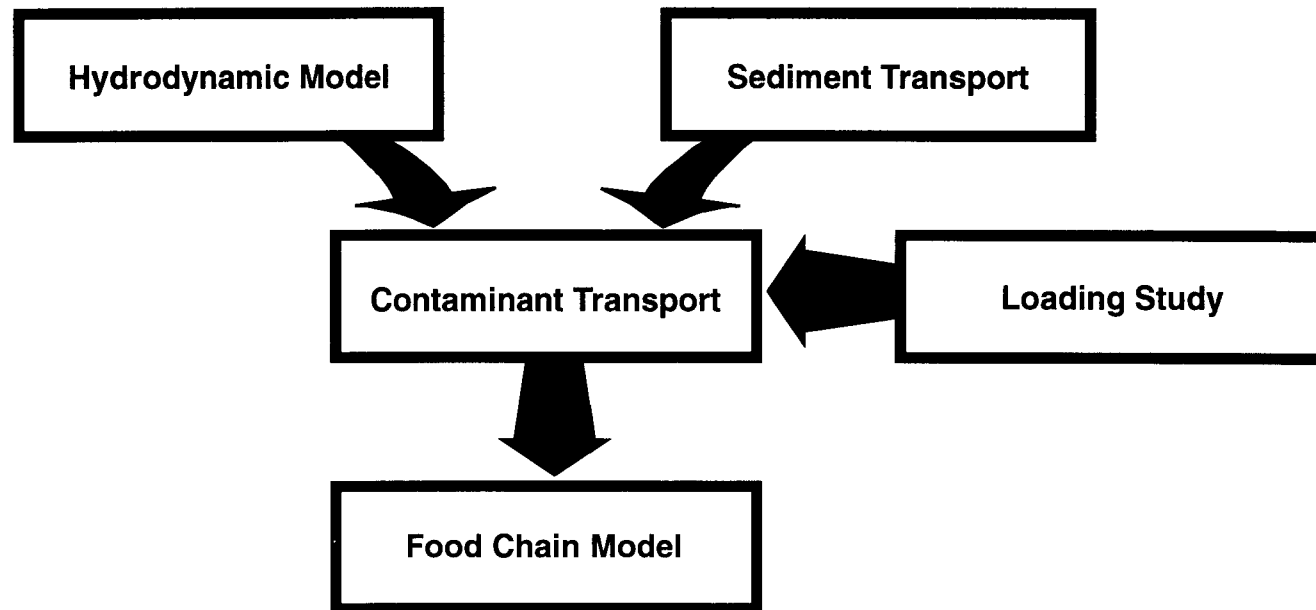 Hydrodynamic Model
Sediment Transport
Contaminant Transport
Loading Study
Food Chain Model